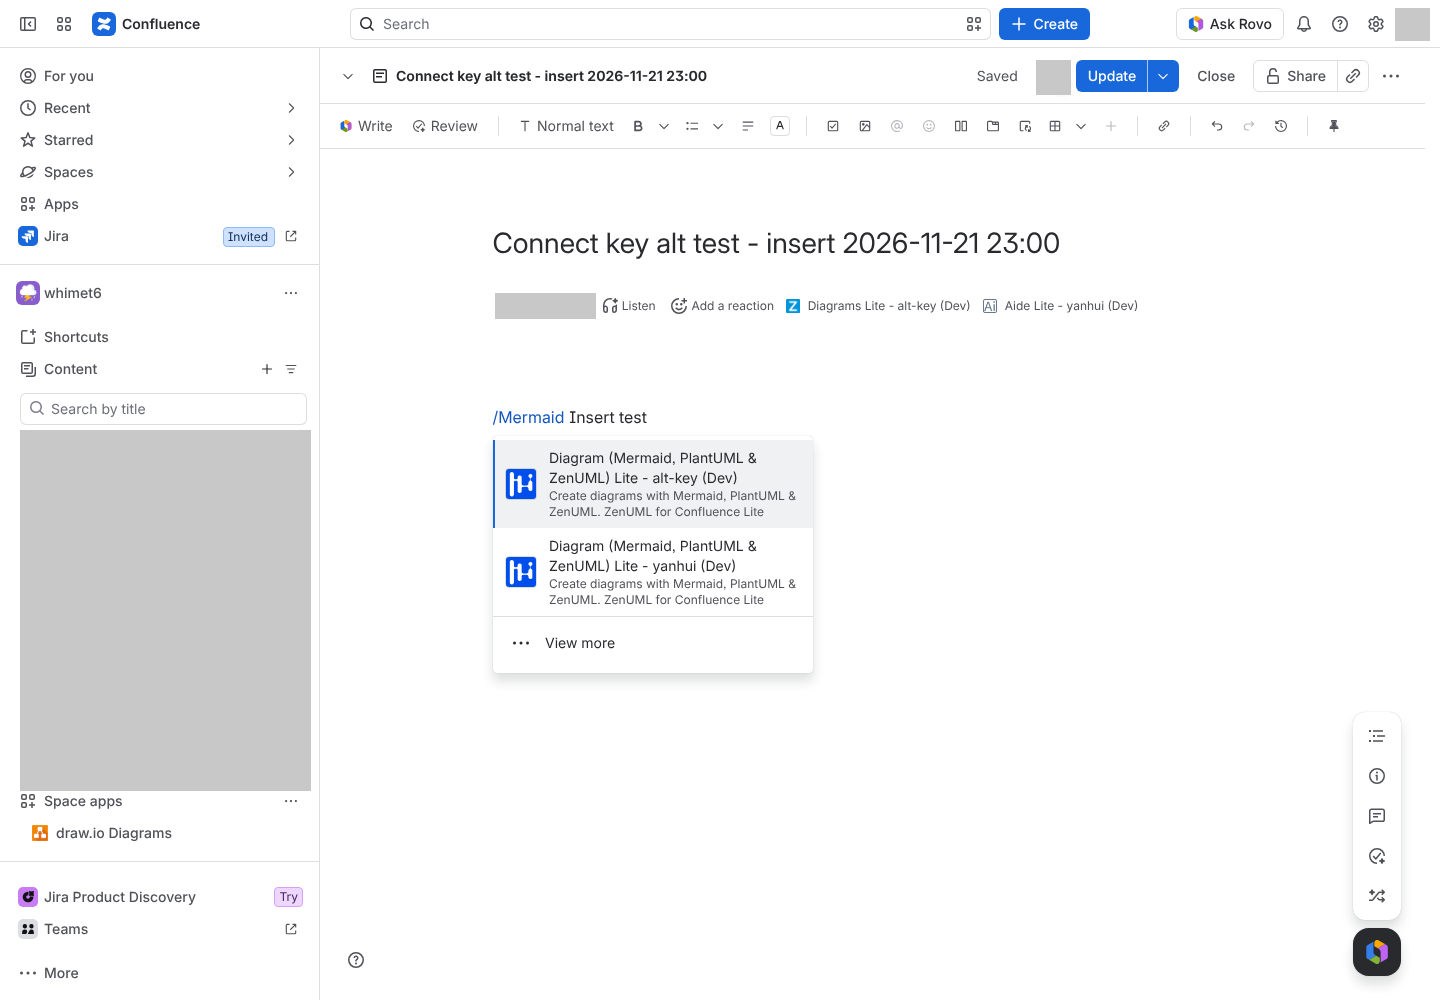 Confluence
Search
Create
Ask Rovo
For you
Recent
Starred
Spaces
Apps
Jira
Invited
whimet6
Shortcuts
Content
Search by title
Space apps
draw.io Diagrams
Jira Product Discovery
Try
Teams
More
Connect key alt test - insert 2026-11-21 23:00
Saved
Update
Close
Share
Write
Review
Normal text
B
A
Connect key alt test - insert 2026-11-21 23:00
Listen
Add a reaction
Diagrams Lite - alt-key (Dev)
Aide Lite - yanhui (Dev)
/Mermaid Insert test
Diagram (Mermaid, PlantUML &
ZenUML) Lite - alt-key (Dev)
Create diagrams with Mermaid, PlantUML &
ZenUML. ZenUML for Confluence Lite
Diagram (Mermaid, PlantUML &
ZenUML) Lite - yanhui (Dev)
Create diagrams with Mermaid, PlantUML &
ZenUML. ZenUML for Confluence Lite
View more